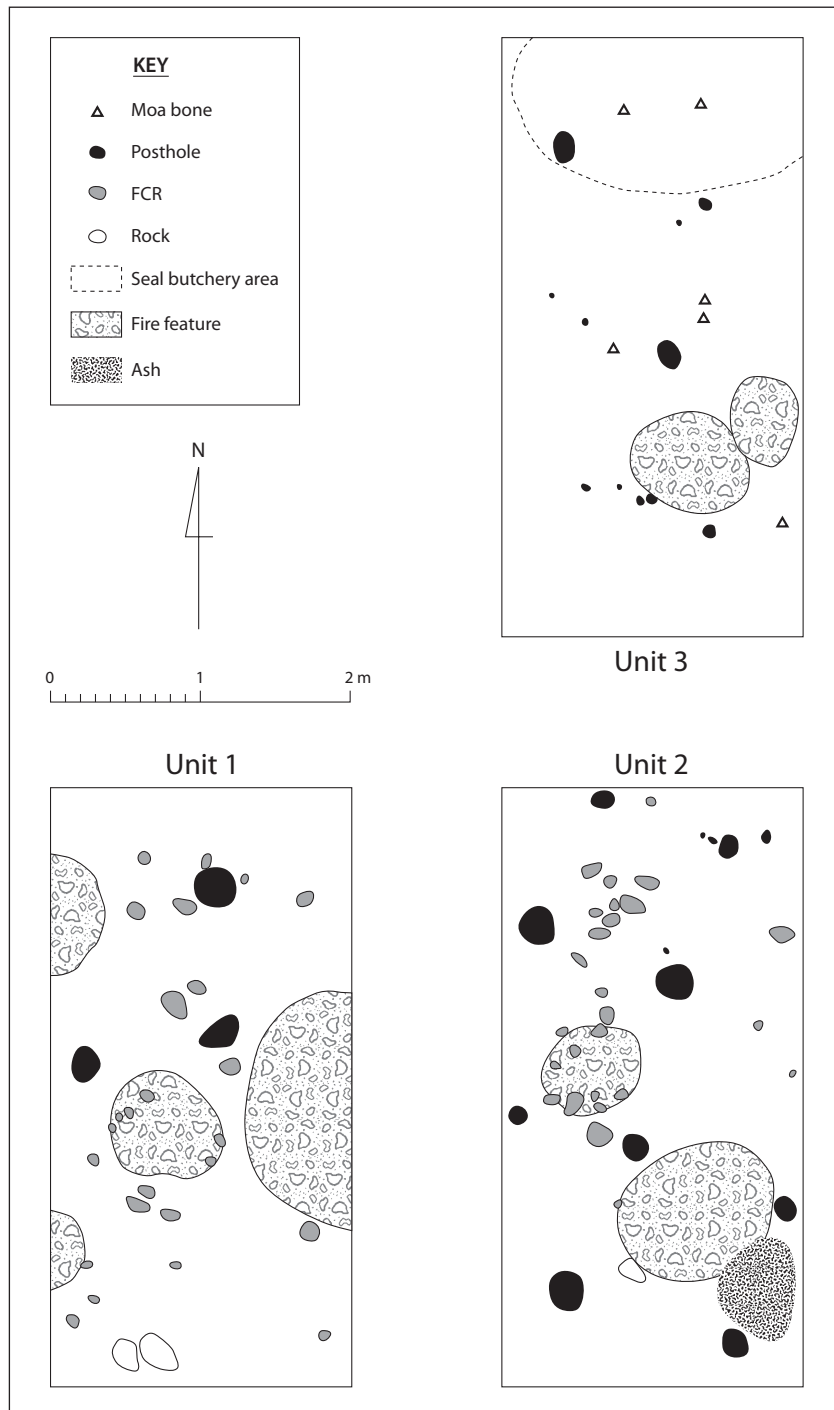 KEY
Moa bone
Posthole
FCR
Rock
Seal butchery area
Fire feature
Ash
N
0 1 2 m
Unit 3
Unit 1
Unit 2